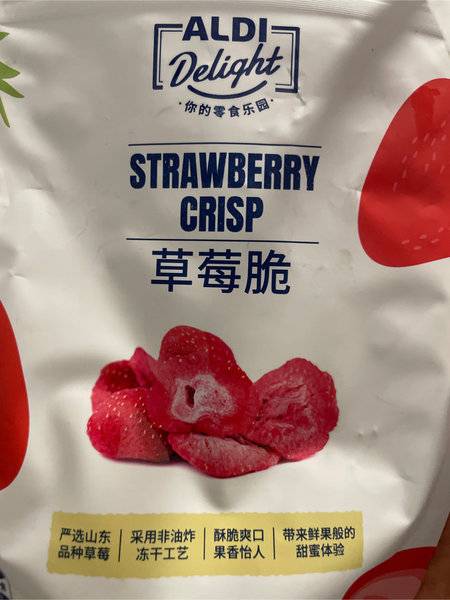 ALDI
Delight
·你的零食乐园·
STRAWBERRY
CRISP
草莓脆
严选山东
品种草莓
采用非油炸
冻干工艺
酥脆爽口
果香怡人
带来鲜果般的
甜蜜体验